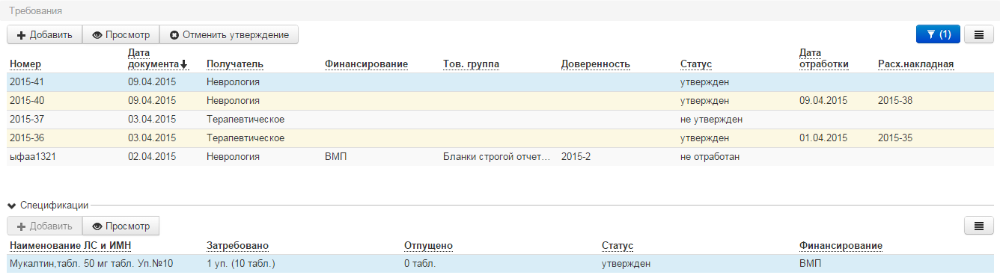 Требования
Добавить Просмотр Отменить утверждение (1)
Номер Дата документа Получатель Финансирование Тов. группа Доверенность Статус Дата отработки Расх.накладная
2015-41 09.04.2015 Неврология утвержден
2015-40 09.04.2015 Неврология утвержден 09.04.2015 2015-38
2015-37 03.04.2015 Терапевтическое не утвержден
2015-36 03.04.2015 Терапевтическое утвержден 01.04.2015 2015-35
ыфаа1321 02.04.2015 Неврология ВМП Бланки строгой отчет... 2015-2 не отработан
Спецификации
Добавить Просмотр
Наименование ЛС и ИМН Затребовано Отпущено Статус Финансирование
Мукалтин,табл. 50 мг табл. Уп.№10 1 уп. (10 табл.) 0 табл. утвержден ВМП